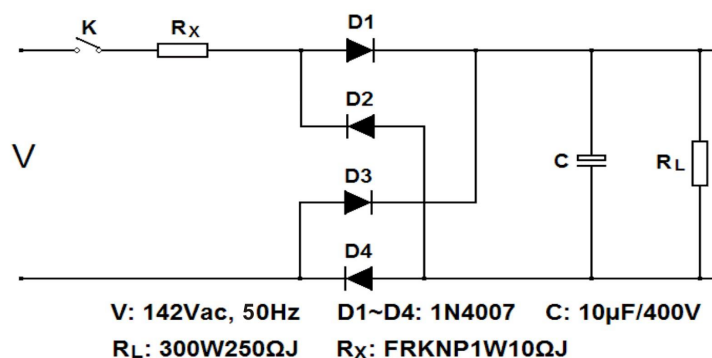 K
RX
D1
D2
V
D3
C
RL
D4
V: 142Vac, 50Hz D1~D4: 1N4007 C: 10μF/400V
RL: 300W250ΩJ RX: FRKNP1W10ΩJ